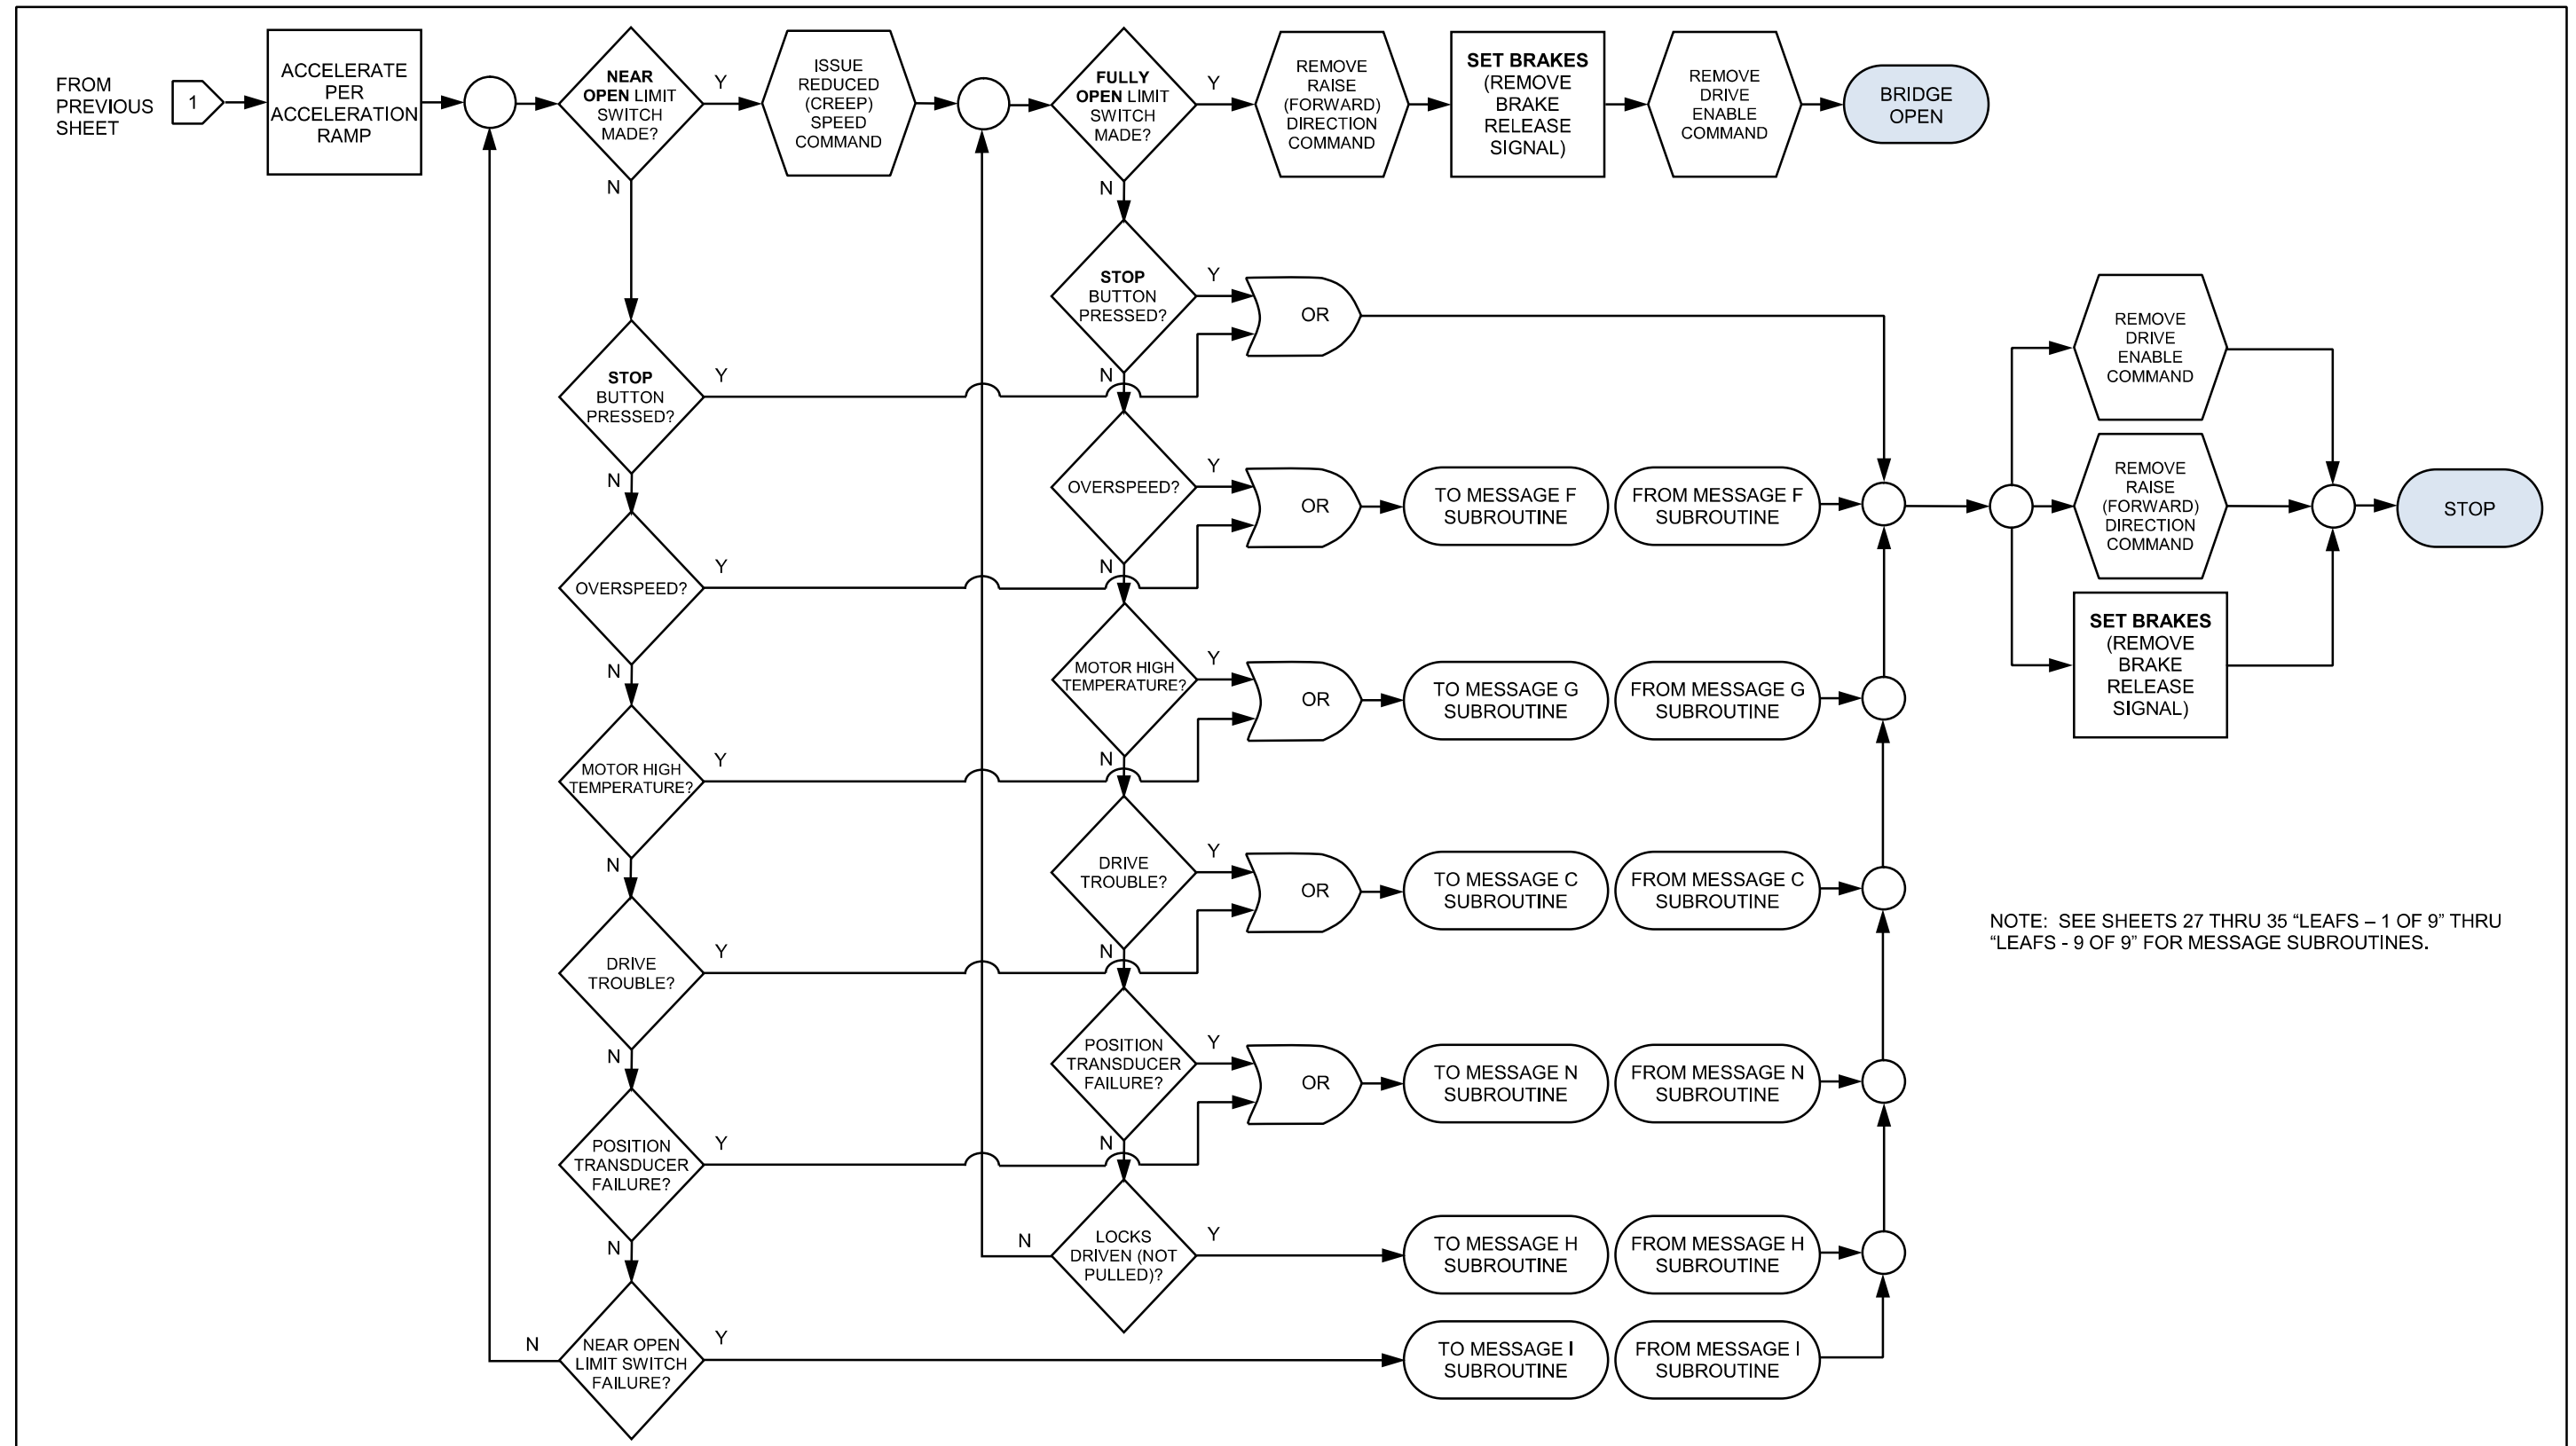 FROM
PREVIOUS
SHEET
1
ACCELERATE
PER
ACCELERATION
RAMP
NEAR
OPEN LIMIT
SWITCH
MADE?
Y
N
ISSUE
REDUCED
(CREEP)
SPEED
COMMAND
FULLY
OPEN LIMIT
SWITCH
MADE?
Y
N
REMOVE
RAISE
(FORWARD)
DIRECTION
COMMAND
SET BRAKES
(REMOVE
BRAKE
RELEASE
SIGNAL)
REMOVE
DRIVE
ENABLE
COMMAND
BRIDGE
OPEN
STOP
BUTTON
PRESSED?
Y
N
OR
STOP
BUTTON
PRESSED?
Y
N
OVERSPEED?
Y
N
OR
TO MESSAGE F
SUBROUTINE
FROM MESSAGE F
SUBROUTINE
OVERSPEED?
Y
N
MOTOR HIGH
TEMPERATURE?
Y
N
OR
TO MESSAGE G
SUBROUTINE
FROM MESSAGE G
SUBROUTINE
MOTOR HIGH
TEMPERATURE?
Y
N
DRIVE
TROUBLE?
Y
N
OR
TO MESSAGE C
SUBROUTINE
FROM MESSAGE C
SUBROUTINE
DRIVE
TROUBLE?
Y
N
POSITION
TRANSDUCER
FAILURE?
Y
N
OR
TO MESSAGE N
SUBROUTINE
FROM MESSAGE N
SUBROUTINE
POSITION
TRANSDUCER
FAILURE?
Y
N
LOCKS
DRIVEN (NOT
PULLED)?
N
Y
TO MESSAGE H
SUBROUTINE
FROM MESSAGE H
SUBROUTINE
NEAR OPEN
LIMIT SWITCH
FAILURE?
N
Y
TO MESSAGE I
SUBROUTINE
FROM MESSAGE I
SUBROUTINE
REMOVE
DRIVE
ENABLE
COMMAND
REMOVE
RAISE
(FORWARD)
DIRECTION
COMMAND
SET BRAKES
(REMOVE
BRAKE
RELEASE
SIGNAL)
STOP
NOTE: SEE SHEETS 27 THRU 35 “LEAFS – 1 OF 9” THRU
“LEAFS - 9 OF 9” FOR MESSAGE SUBROUTINES.